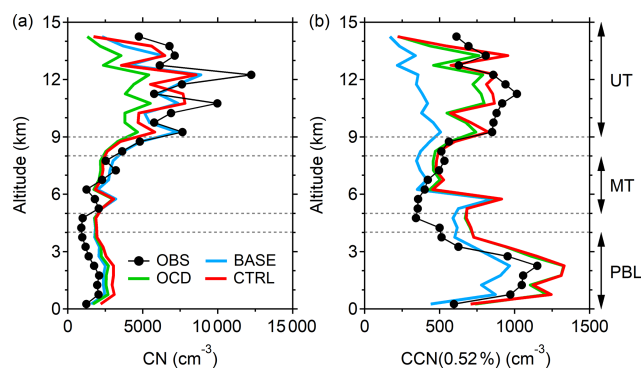 (a)
(b)
15
12
9
6
3
0
Altitude (km)
OBS
BASE
OCD
CTRL
0
5000
10 000
15 000
CN (cm-3)
15
12
9
6
3
0
Altitude (km)
0
500
1000
1500
CCN(0.52%) (cm-3)
UT
MT
PBL